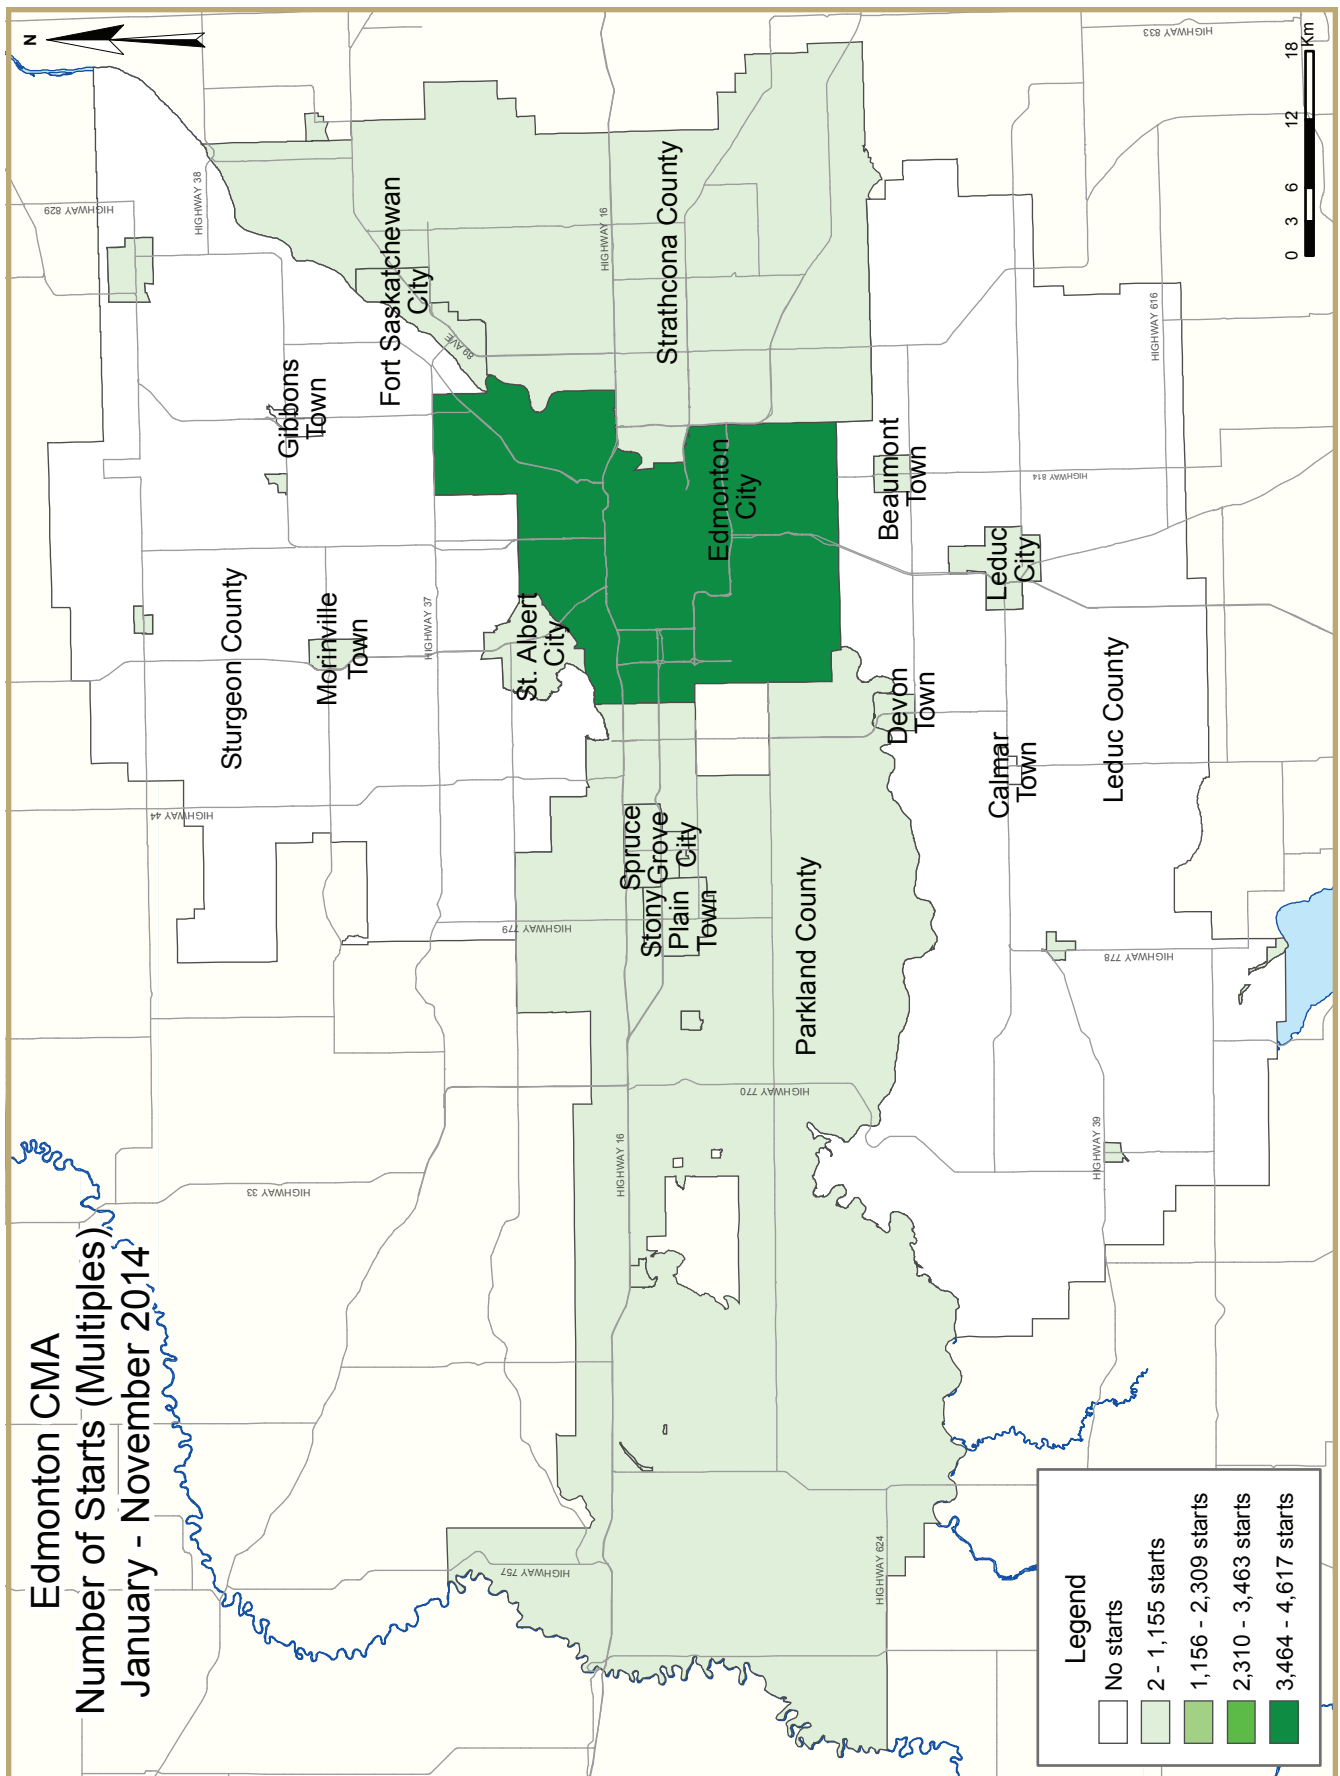 Edmonton CMA
Number of Starts (Multiples)
January - November 2014
N
HIGHWAY 833
HIGHWAY 829
HIGHWAY 38
HIGHWAY 16
Fort Saskatchewan
City
89 AVE
Strathcona County
Gibbons
Town
Sturgeon County
Morinville
Town
HIGHWAY 37
St. Albert
City
Edmonton
City
Beaumont
Town
HIGHWAY 814
HIGHWAY 616
Leduc
City
Devon
Town
Calmar
Town
Leduc County
HIGHWAY 44
HIGHWAY 779
Spruce
Grove
City
Stony
Plain
Town
Parkland County
HIGHWAY 778
HIGHWAY 770
HIGHWAY 39
HIGHWAY 16
HIGHWAY 33
HIGHWAY 757
HIGHWAY 624
Legend
No starts
2 - 1,155 starts
1,156 - 2,309 starts
2,310 - 3,463 starts
3,464 - 4,617 starts
0 3 6 12 18
Km